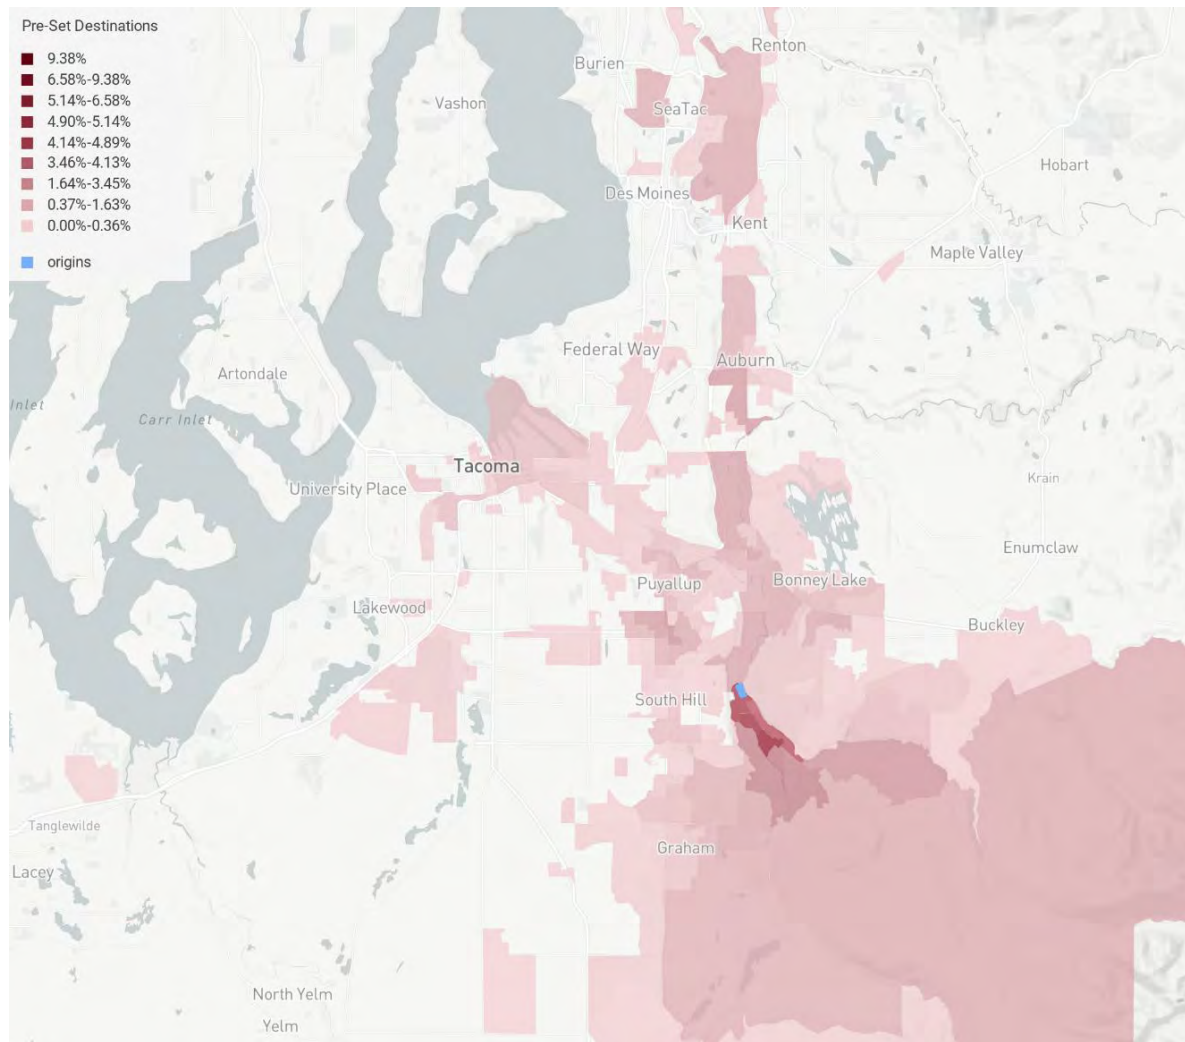 Pre-Set Destinations
9.38%
6.58%-9.38%
5.14%-6.58%
4.90%-5.14%
4.14%-4.89%
3.46%-4.13%
1.64%-3.45%
0.37%-1.63%
0.00%-0.36%
origins
Renton
Burien
Vashon
SeaTac
Hobart
Des Moines
Kent
Maple Valley
Federal Way
Auburn
Artondale
Inlet
Carr Inlet
Tacoma
University Place
Krain
Enumclaw
Puyallup
Bonney Lake
Lakewood
Buckley
South Hill
Tanglewilde
Graham
Lacey
North Yelm
Yelm